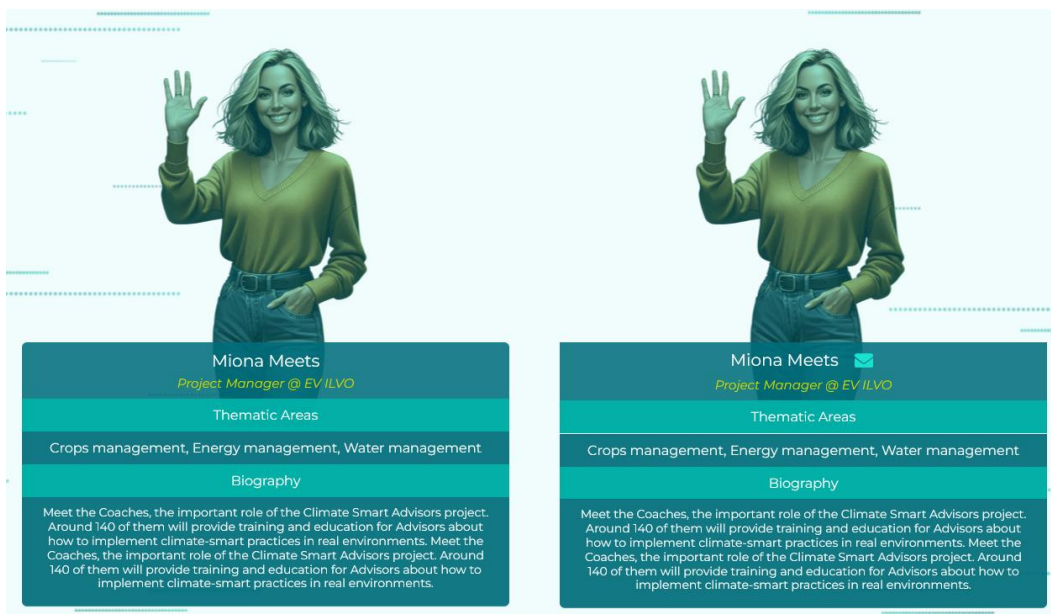 Miona Meets
Project Manager @ EV ILVO
Thematic Areas
Crops management, Energy management, Water management
Biography
Meet the Coaches, the important role of the Climate Smart Advisors project.
Around 140 of them will provide training and education for Advisors about
how to implement climate-smart practices in real environments. Meet the
Coaches, the important role of the Climate Smart Advisors project. Around
140 of them will provide training and education for Advisors about how to
implement climate-smart practices in real environments.
Miona Meets
Project Manager @ EV ILVO
Thematic Areas
Crops management, Energy management, Water management
Biography
Meet the Coaches, the important role of the Climate Smart Advisors project.
Around 140 of them will provide training and education for Advisors about
how to implement climate-smart practices in real environments. Meet the
Coaches, the important role of the Climate Smart Advisors project. Around
140 of them will provide training and education for Advisors about how to
implement climate-smart practices in real environments.